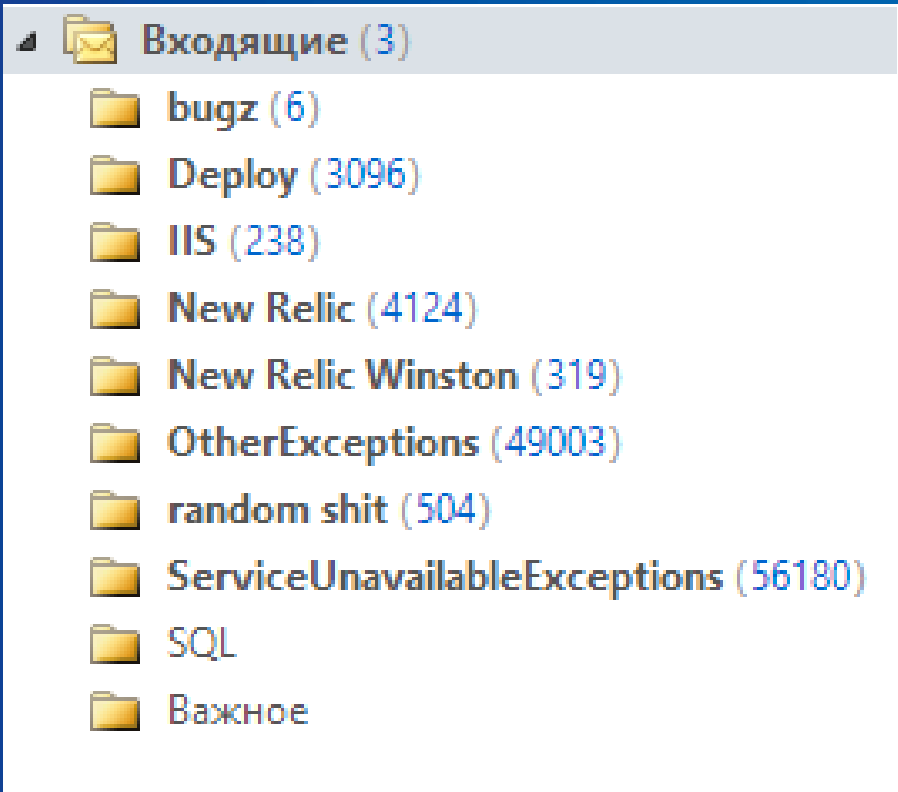 Входящие (3)
bugz (6)
Deploy (3096)
IIS (238)
New Relic (4124)
New Relic Winston (319)
OtherExceptions (49003)
random shit (504)
ServiceUnavailableExceptions (56180)
SQL
Важное